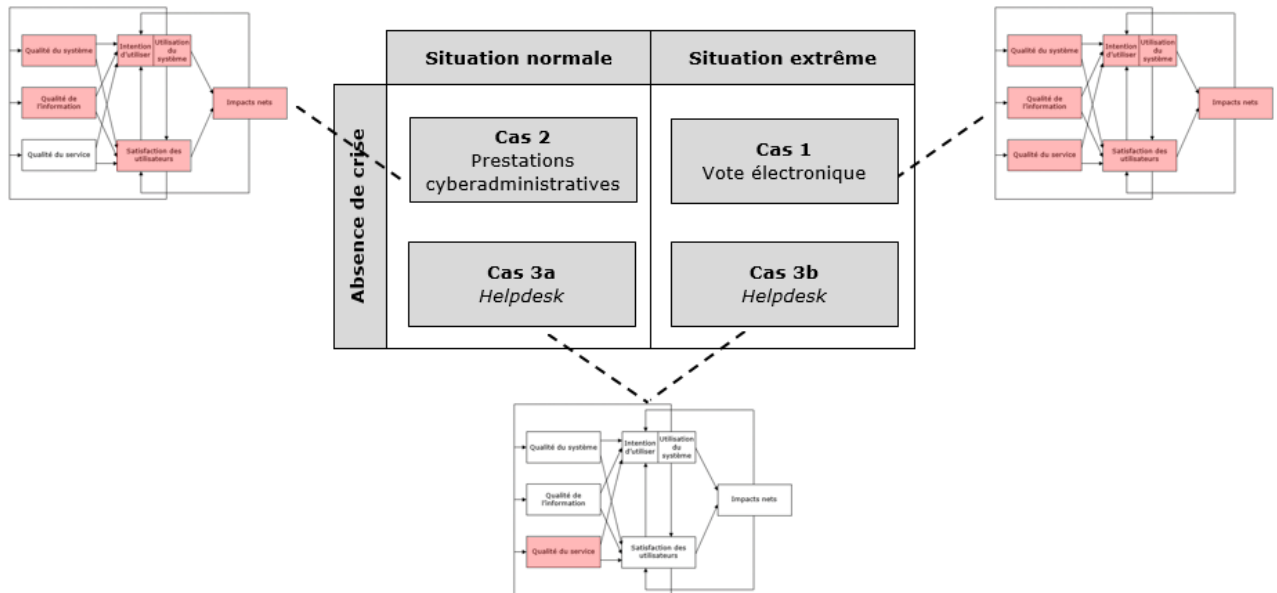 Qualité du système
Intention
d'utiliser
Utilisation
du
système
Qualité de
l'information
Impacts nets
Qualité du service
Satisfaction des
utilisateurs
Situation normale
Situation extrême
Absence de crise
Cas 2
Prestations
cyberadministratives
Cas 1
Vote électronique
Cas 3a
Helpdesk
Cas 3b
Helpdesk
Qualité du système
Intention
d'utiliser
Utilisation
du
système
Qualité de
l'information
Impacts nets
Qualité du service
Satisfaction des
utilisateurs
Qualité du système
Intention
d'utiliser
Utilisation
du
système
Qualité de
l'information
Impacts nets
Qualité du service
Satisfaction des
utilisateurs